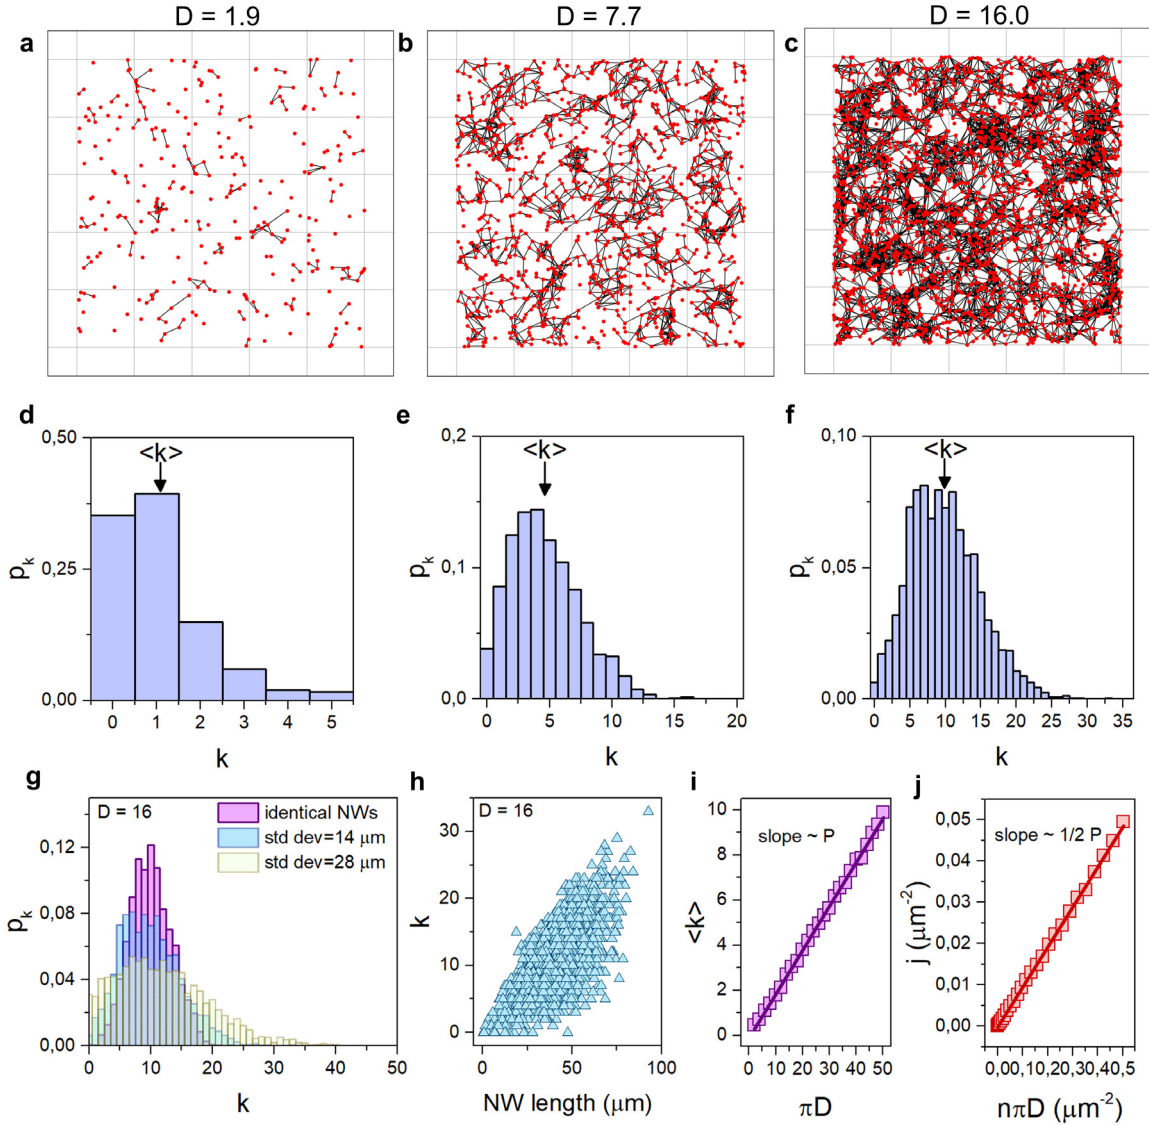 D = 1.9
D = 7.7
D = 16.0
a
b
c
d
0,50
0,25
0,00
p_k
<k>
0 1 2 3 4 5
k
e
0,2
0,1
0,0
p_k
<k>
0 5 10 15 20
k
f
0,10
0,05
0,00
p_k
<k>
0 5 10 15 20 25 30 35
k
g
D = 16
identical NWs
std dev=14 μm
std dev=28 μm
0,12
0,08
0,04
0,00
p_k
0 10 20 30 40 50
k
h
D = 16
30
20
10
0
k
0 50 100
NW length (μm)
i
slope ~ P
10
8
6
4
2
0
<k>
0 10 20 30 40 50
πD
j
slope ~ 1/2 P
0,05
0,04
0,03
0,02
0,01
0,00
j (μm⁻²)
0,00,10,20,30,40,5
nπD (μm⁻²)